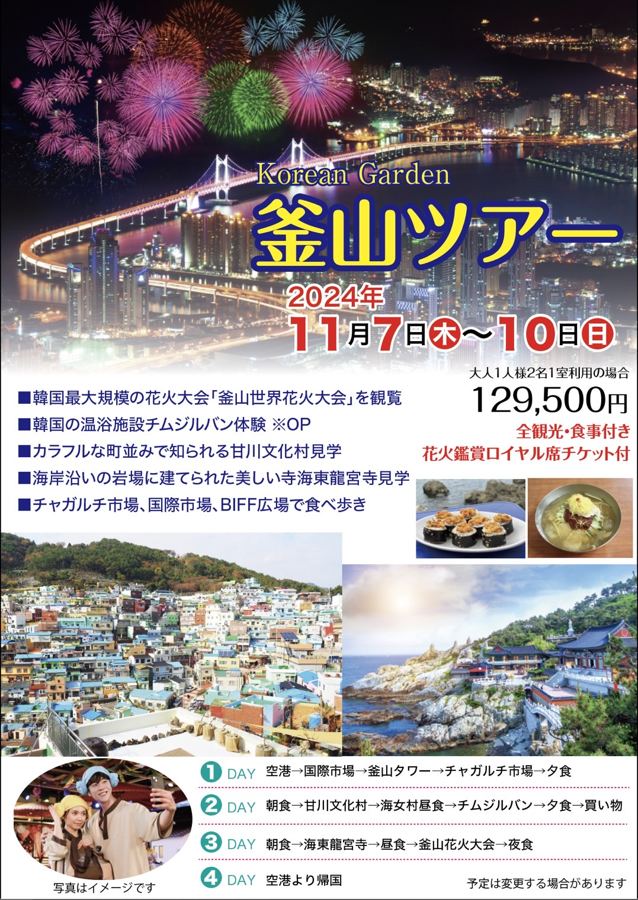 Korean Garden
釜山ツアー
2024年
11月7日木〜10日日
大人1人様2名1室利用の場合
129,500円
全観光・食事付き
花火鑑賞ロイヤル席チケット付
■韓国最大規模の花火大会「釜山世界花火大会」を観覧
■韓国の温浴施設チムジルバン体験 ※OP
■カラフルな町並みで知られる甘川文化村見学
■海岸沿いの岩場に建てられた美しい寺海東龍宮寺見学
■チャガルチ市場、国際市場、BIFF広場で食べ歩き
1 DAY 空港→国際市場→釜山タワー→チャガルチ市場→夕食
2 DAY 朝食→甘川文化村→海女村昼食→チムジルバン→夕食→買い物
3 DAY 朝食→海東龍宮寺→昼食→釜山花火大会→夜食
4 DAY 空港より帰国
写真はイメージです
予定は変更する場合があります